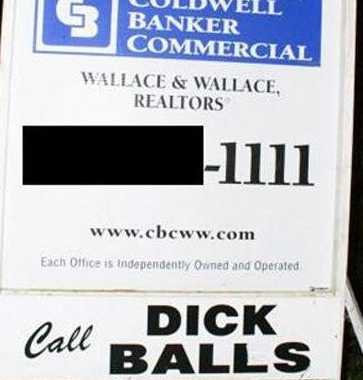 COLDWELL
BANKER
COMMERCIAL
WALLACE & WALLACE,
REALTORS®
-1111
www.cbcww.com
Each Office is Independently Owned and Operated
Call DICK
BALLS